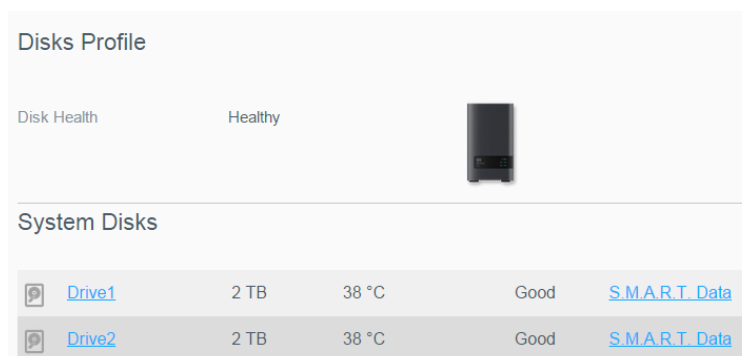 Disks Profile
Disk Health Healthy
System Disks
Drive1 2 TB 38 °C Good S.M.A.R.T. Data
Drive2 2 TB 38 °C Good S.M.A.R.T. Data